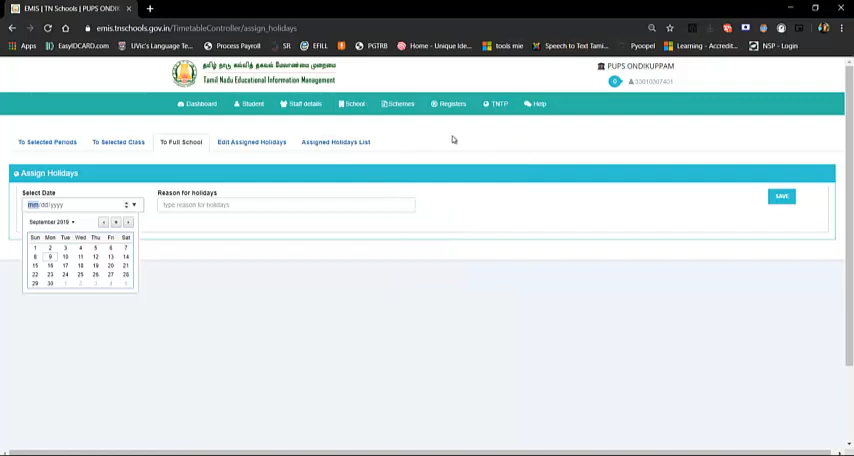 EMIS | TN Schools | PUPS ONDIK
emis.tnschools.gov.in/TimetableController/assign_holidays
Apps EasyIDCARD.com UVic's Language Te... Process Payroll SR EFILL PGTRB Home - Unique Ide... tools mie Speech to Text Tami... Pyoopel Learning - Accredit... NSP - Login
தமிழ் நாடு கல்வித் தகவல் மேலாண்மை முறைமை
Tamil Nadu Educational Information Management
PUPS ONDIKUPPAM
0 33010307401
Dashboard Student Staff details School Schemes Registers TNTP Help
To Selected Periods To Selected Class To Full School Edit Assigned Holidays Assigned Holidays List
Assign Holidays
Select Date Reason for holidays
mm/dd/yyyy type reason for holidays SAVE
September 2019
Sun Mon Tue Wed Thu Fri Sat
1 2 3 4 5 6 7
8 9 10 11 12 13 14
15 16 17 18 19 20 21
22 23 24 25 26 27 28
29 30 1 2 3 4 5